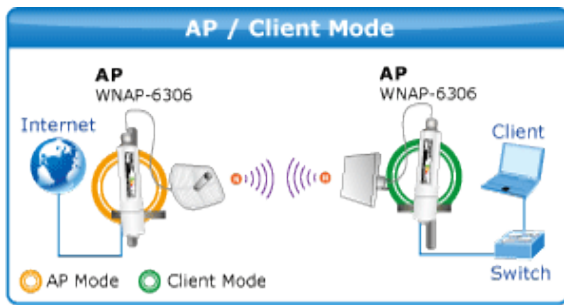 AP / Client Mode
AP
WNAP-6306
AP
WNAP-6306
Internet
Client
Switch
AP Mode
Client Mode